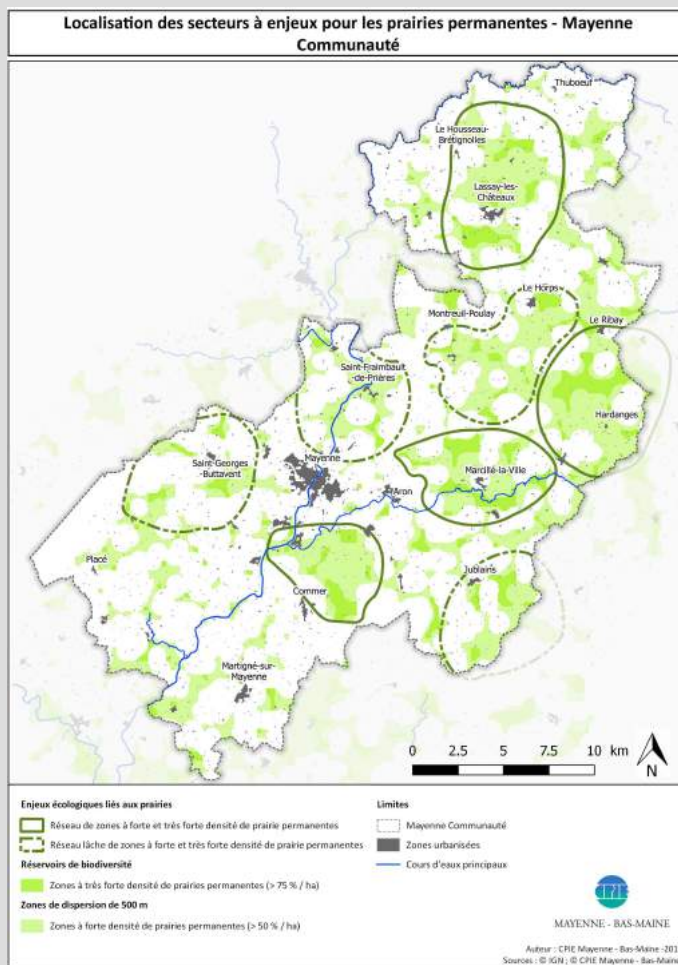 Localisation des secteurs à enjeux pour les prairies permanentes - Mayenne
Communauté
Thuboeuf
Le Housseau-
Brétignolles
Lassay-les-
Châteaux
Le Horps
Montreuil-Poulay
Le Ribay
Saint-Fraimbault
-de-Prières
Hardanges
Saint-Georges-
Buttavent
Mayenne
Marcillé-la-Ville
Aron
Placé
Jublains
Commer
Martigné-sur-
Mayenne
0 2.5 5 7.5 10 km
N
Enjeux écologiques liés aux prairies
Réseau de zones à forte et très forte densité de prairie permanentes
Réseau lâche de zones à forte et très forte densité de prairie permanentes
Réservoirs de biodiversité
Zones à très forte densité de prairies permanentes (> 75 % / ha)
Zones de dispersion de 500 m
Zones à forte densité de prairies permanentes (> 50 % / ha)
Limites
Mayenne Communauté
Zones urbanisées
Cours d'eaux principaux
CPIE
MAYENNE - BAS-MAINE
Auteur : CPIE Mayenne - Bas-Maine -201
Sources : © IGN ; © CPIE Mayenne - Bas-Maine